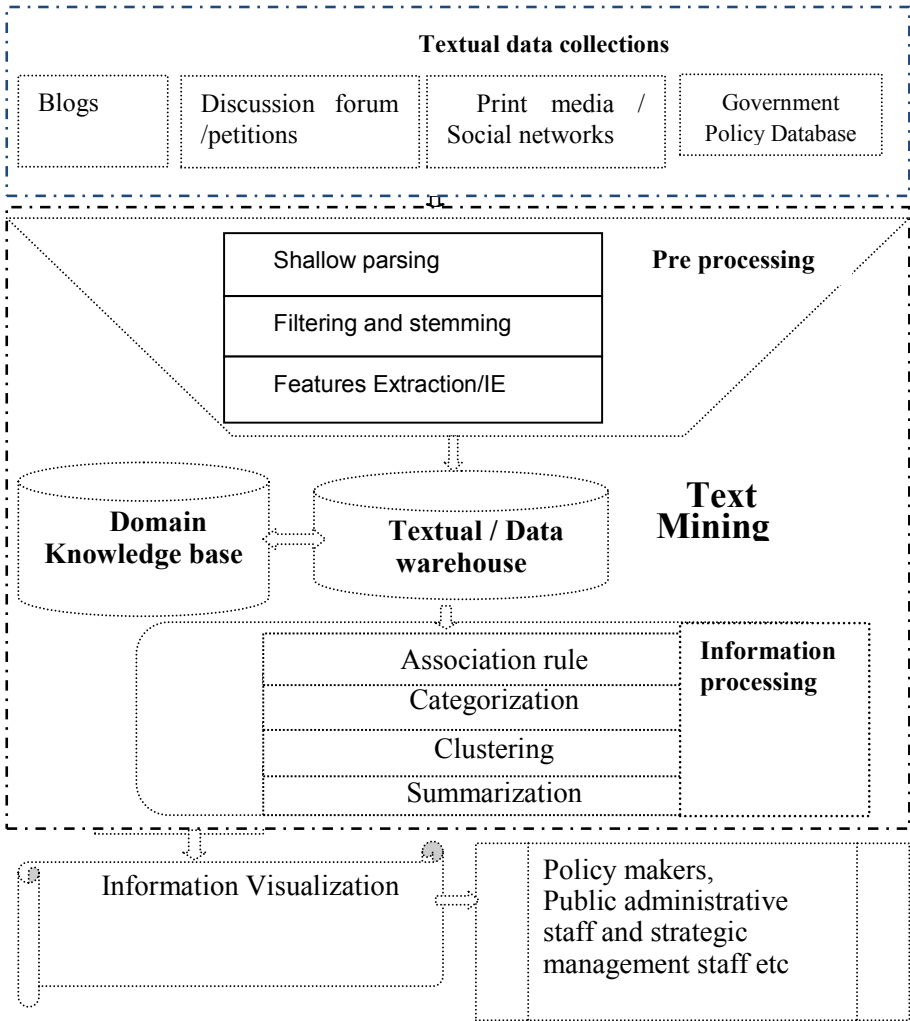 Textual data collections
Blogs
Discussion forum
/petitions
Print media /
Social networks
Government
Policy Database
Pre processing
Shallow parsing
Filtering and stemming
Features Extraction/IE
Domain
Knowledge base
Textual / Data
warehouse
Text
Mining
Association rule
Categorization
Clustering
Summarization
Information
processing
Information Visualization
Policy makers,
Public administrative
staff and strategic
management staff etc